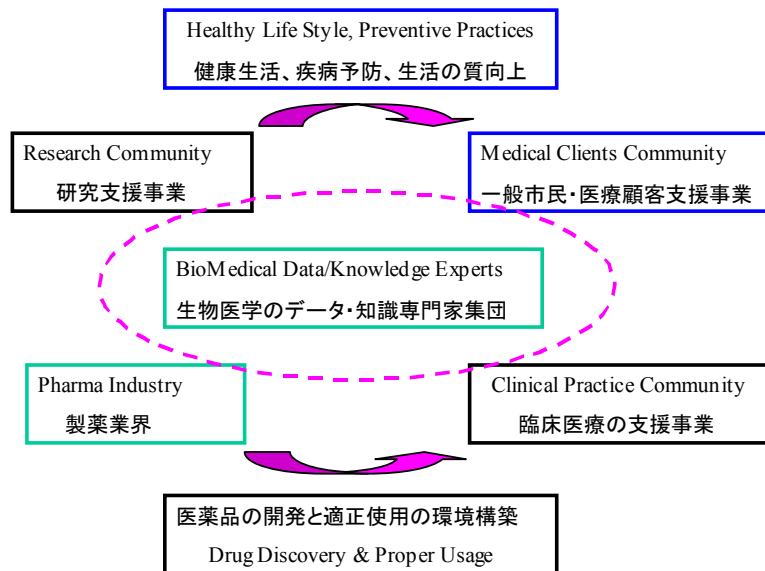 Healthy Life Style, Preventive Practices
健康生活、疾病予防、生活の質向上
Research Community
研究支援事業
Medical Clients Community
一般市民・医療顧客支援事業
BioMedical Data/Knowledge Experts
生物医学のデータ・知識専門家集団
Pharma Industry
製薬業界
Clinical Practice Community
臨床医療の支援事業
医薬品の開発と適正使用の環境構築
Drug Discovery & Proper Usage